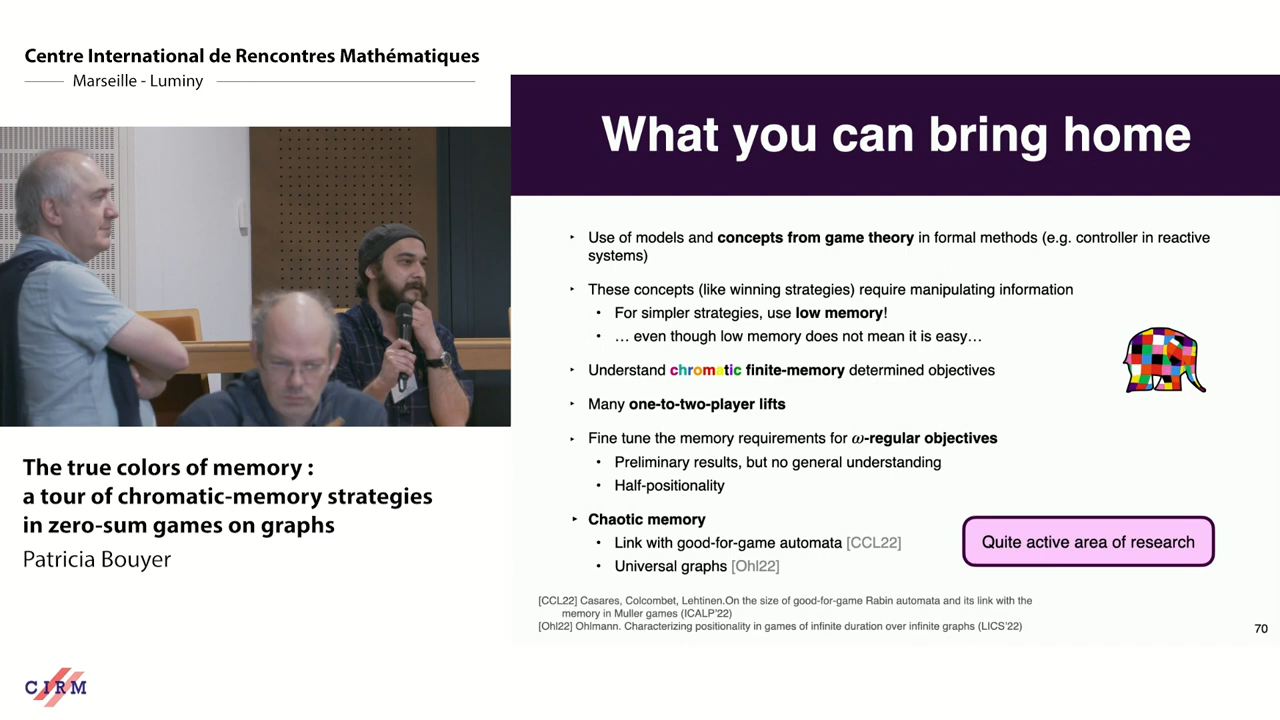 Centre International de Rencontres Mathématiques
Marseille - Luminy
What you can bring home
‣ Use of models and concepts from game theory in formal methods (e.g. controller in reactive
systems)
‣ These concepts (like winning strategies) require manipulating information
• For simpler strategies, use low memory!
• … even though low memory does not mean it is easy…
‣ Understand chromatic finite-memory determined objectives
‣ Many one-to-two-player lifts
‣ Fine tune the memory requirements for ω-regular objectives
• Preliminary results, but no general understanding
• Half-positionality
‣ Chaotic memory
• Link with good-for-game automata [CCL22]
• Universal graphs [Ohl22]
Quite active area of research
[CCL22] Casares, Colcombet, Lehtinen.On the size of good-for-game Rabin automata and its link with the
memory in Muller games (ICALP'22)
[Ohl22] Ohlmann. Characterizing positionality in games of infinite duration over infinite graphs (LICS'22)
70
The true colors of memory :
a tour of chromatic-memory strategies
in zero-sum games on graphs
Patricia Bouyer
CIRM